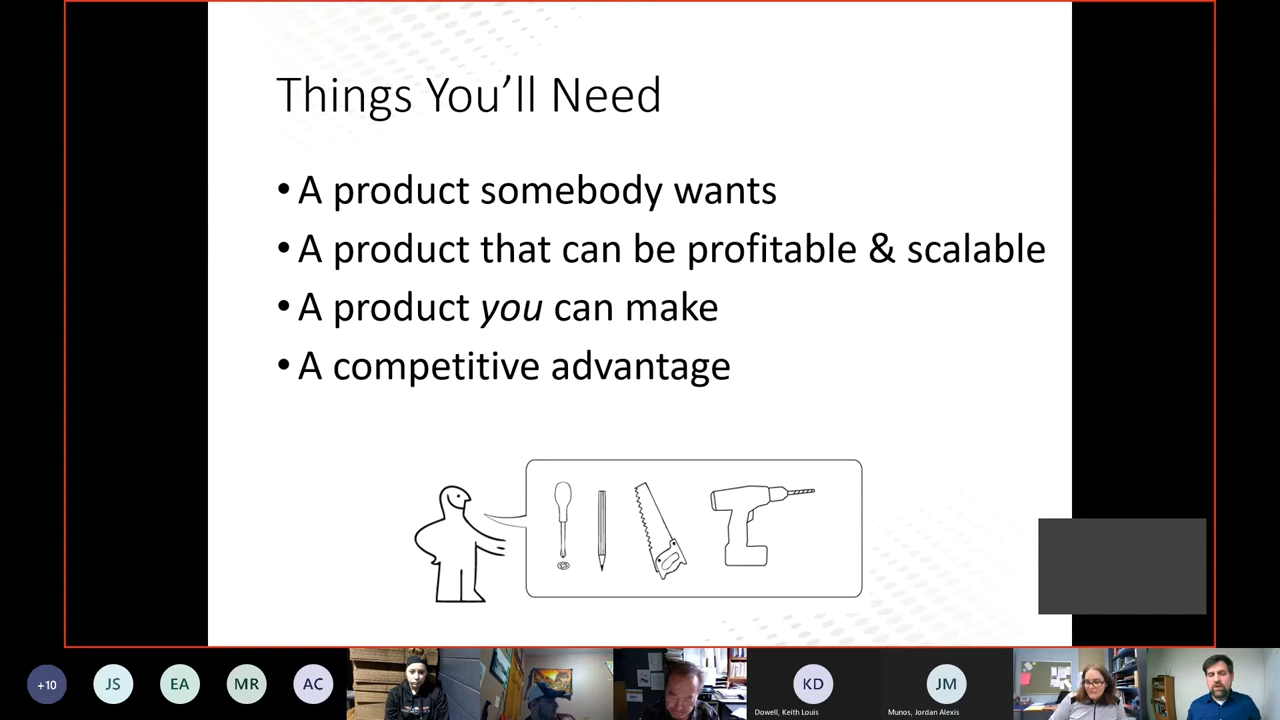 Things You'll Need
•A product somebody wants
•A product that can be profitable & scalable
•A product you can make
•A competitive advantage
+10
JS
EA
MR
AC
KD
JM
Dowell, Keith Louis
Munos, Jordan Alexis